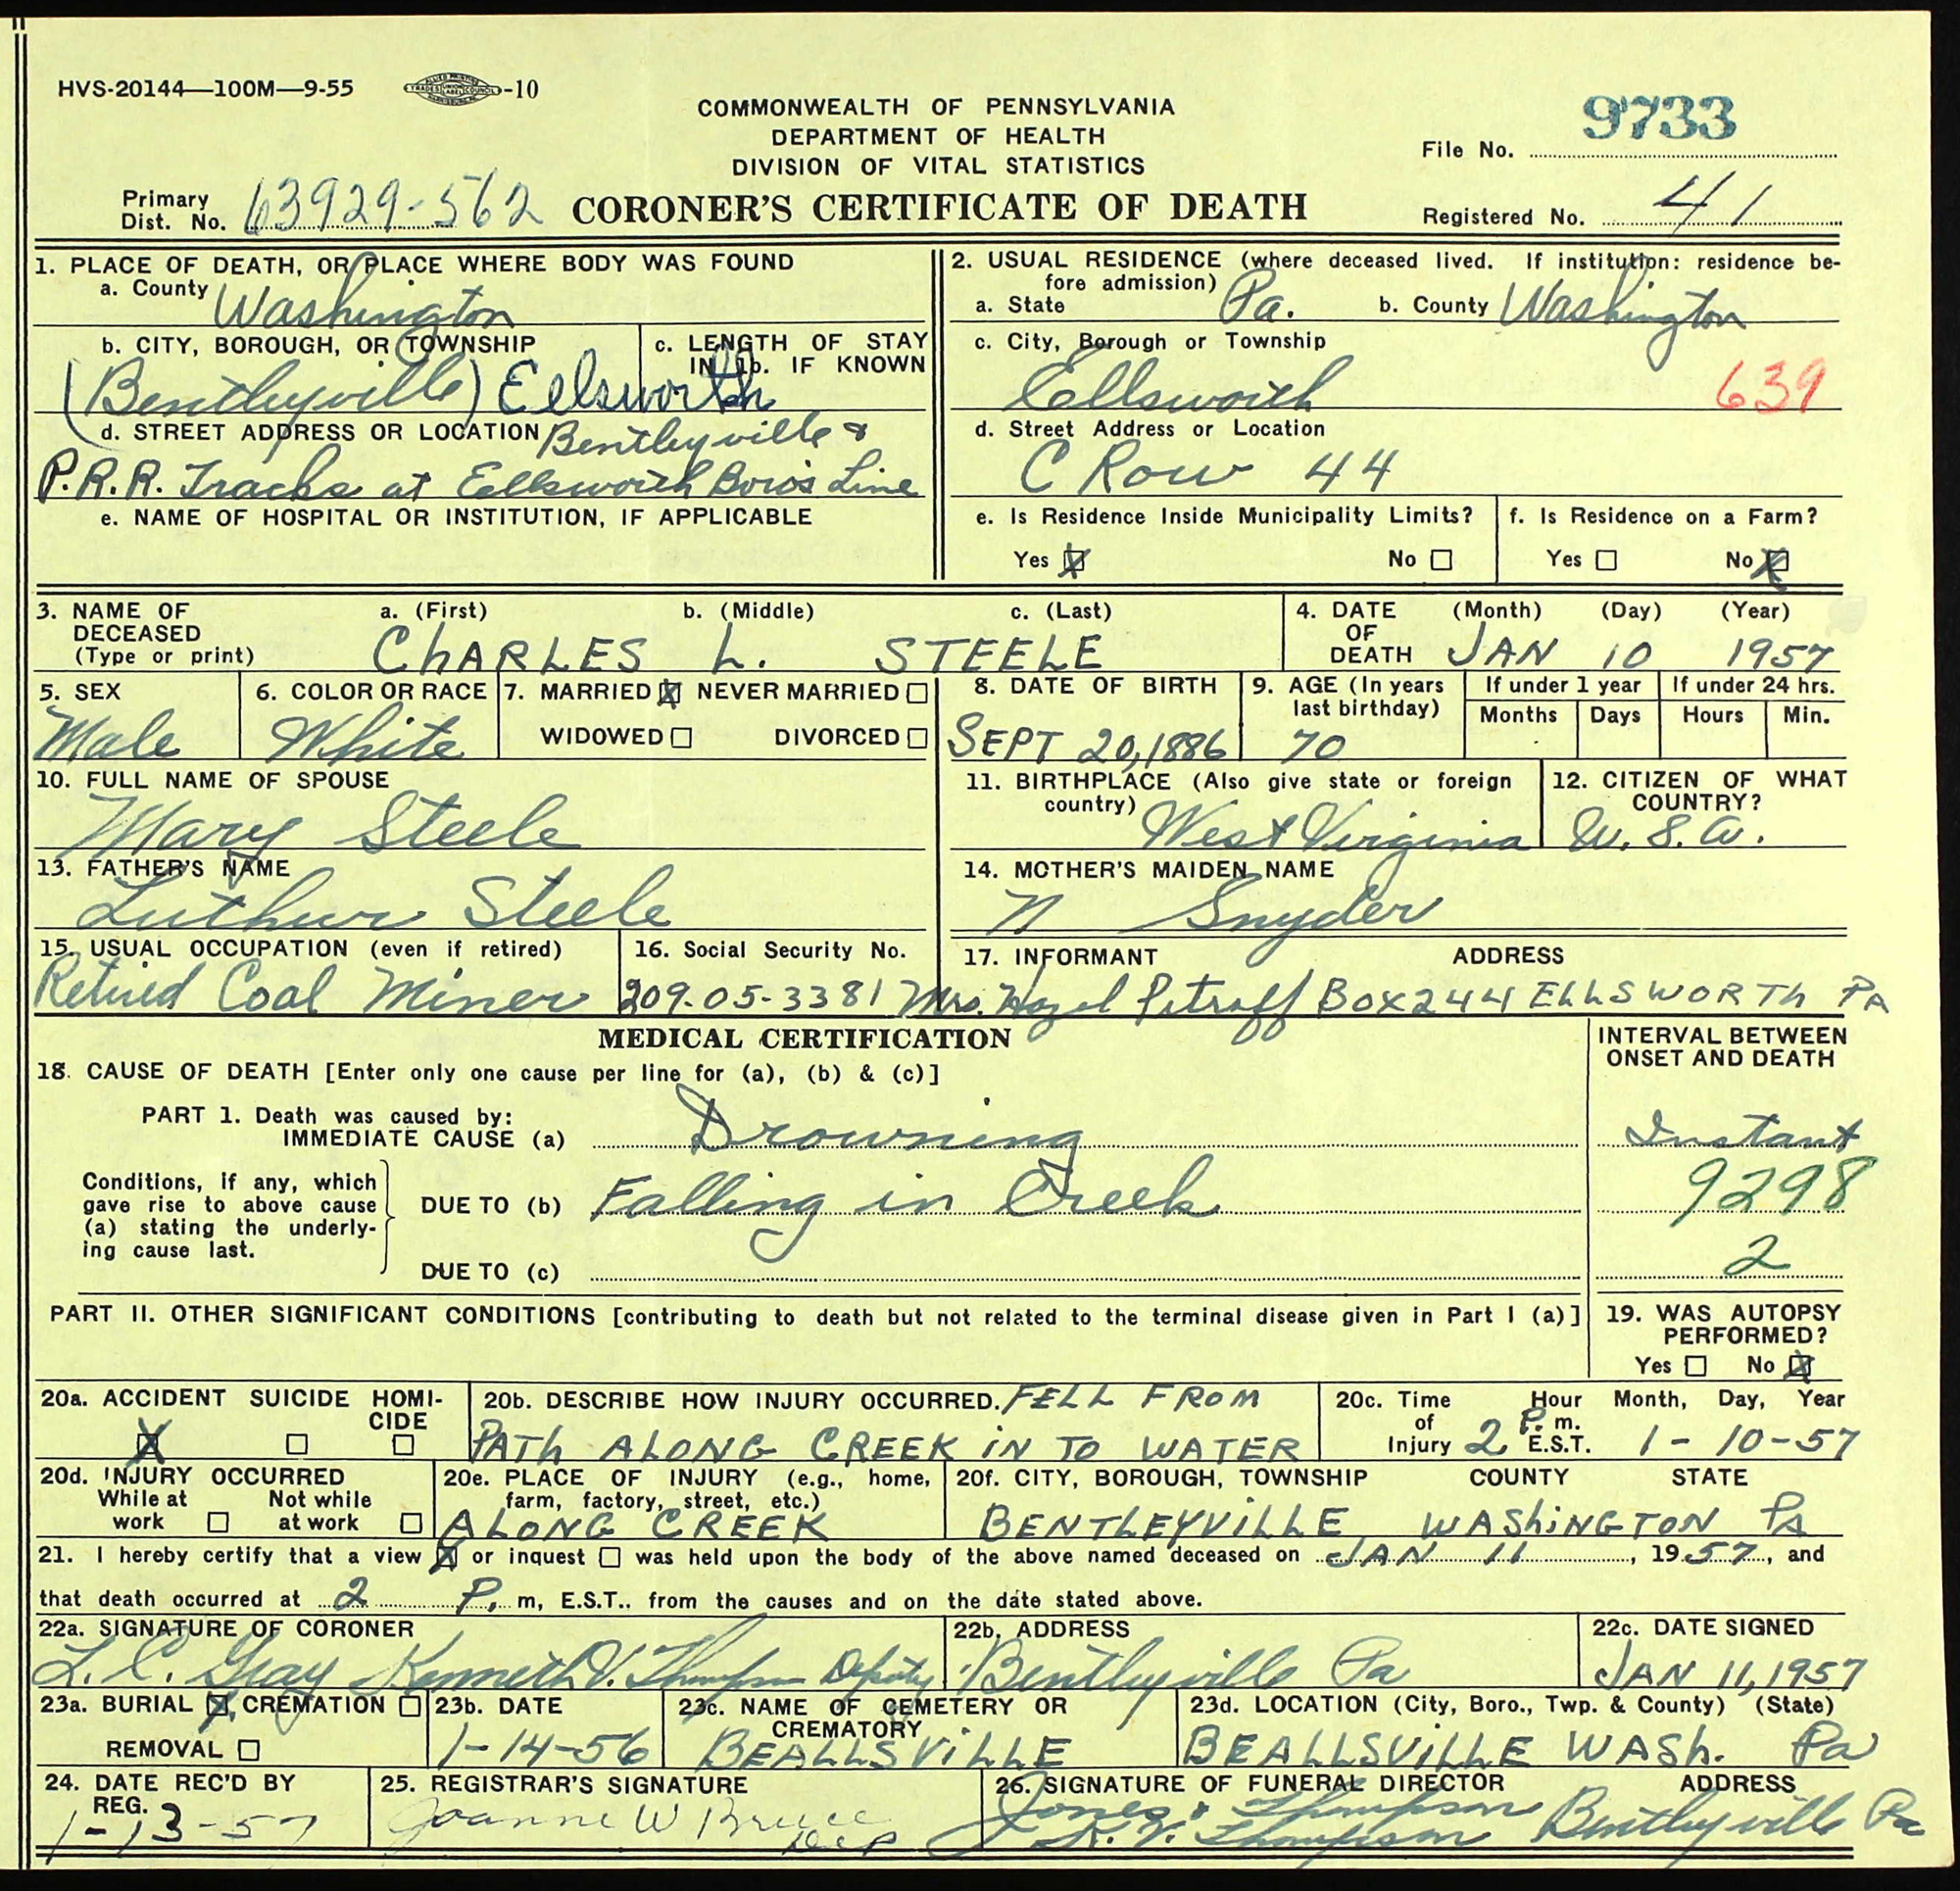 HVS-20144—100M—9-55 -10
COMMONWEALTH OF PENNSYLVANIA
DEPARTMENT OF HEALTH
DIVISION OF VITAL STATISTICS
CORONER'S CERTIFICATE OF DEATH
File No. 9733
Registered No. 41
Primary
Dist. No. 63929-562
1. PLACE OF DEATH, OR PLACE WHERE BODY WAS FOUND
a. County Washington
b. CITY, BOROUGH, OR TOWNSHIP
(Bentleyville) Ellsworth
c. LENGTH OF STAY
IN 1b. IF KNOWN
d. STREET ADDRESS OR LOCATION Bentleyville &
P.R.R. Tracks at Ellsworth Boro's Line
e. NAME OF HOSPITAL OR INSTITUTION, IF APPLICABLE
2. USUAL RESIDENCE (where deceased lived. If institution: residence be-
fore admission)
a. State Pa. b. County Washington
c. City, Borough or Township
Ellsworth 639
d. Street Address or Location
C Row 44
e. Is Residence Inside Municipality Limits?
Yes X No
f. Is Residence on a Farm?
Yes No X
3. NAME OF DECEASED
(Type or print)
a. (First) b. (Middle) c. (Last)
CHARLES L. STEELE
4. DATE OF DEATH (Month) (Day) (Year)
JAN 10 1957
5. SEX
Male
6. COLOR OR RACE
White
7. MARRIED X NEVER MARRIED
WIDOWED DIVORCED
8. DATE OF BIRTH
SEPT 20, 1886
9. AGE (In years
last birthday)
70
If under 1 year
Months Days
If under 24 hrs.
Hours Min.
10. FULL NAME OF SPOUSE
Mary Steele
11. BIRTHPLACE (Also give state or foreign
country) West Virginia
12. CITIZEN OF WHAT
COUNTRY?
U.S.A.
13. FATHER'S NAME
Luthur Steele
14. MOTHER'S MAIDEN NAME
N Snyder
15. USUAL OCCUPATION (even if retired)
Retired Coal Miner
16. Social Security No.
209-05-3381
17. INFORMANT ADDRESS
Mrs. Hazel Petroff BOX 244 ELLSWORTH PA
MEDICAL CERTIFICATION
INTERVAL BETWEEN
ONSET AND DEATH
18. CAUSE OF DEATH [Enter only one cause per line for (a), (b) & (c)]
PART 1. Death was caused by:
IMMEDIATE CAUSE (a) Drowning Instant
Conditions, if any, which
gave rise to above cause
(a) stating the underly-
ing cause last.
DUE TO (b) Falling in Creek 9298
DUE TO (c) 2
PART II. OTHER SIGNIFICANT CONDITIONS [contributing to death but not related to the terminal disease given in Part I (a)]
19. WAS AUTOPSY
PERFORMED?
Yes No X
20a. ACCIDENT SUICIDE HOMI-
CIDE
X
20b. DESCRIBE HOW INJURY OCCURRED. FELL FROM
PATH ALONG CREEK IN TO WATER
20c. Time of Injury Hour Month, Day, Year
2 P. m. E.S.T. 1-10-57
20d. INJURY OCCURRED
While at
work
Not while
at work
20e. PLACE OF INJURY (e.g., home,
farm, factory, street, etc.)
ALONG CREEK
20f. CITY, BOROUGH, TOWNSHIP COUNTY STATE
BENTLEYVILLE WASHINGTON PA
21. I hereby certify that a view X or inquest was held upon the body of the above named deceased on JAN 11, 1957, and
that death occurred at 2 P. m, E.S.T.. from the causes and on the date stated above.
22a. SIGNATURE OF CORONER
L. C. Gray Kenneth V. Thompson Deputy
22b. ADDRESS
Bentleyville Pa
22c. DATE SIGNED
JAN 11, 1957
23a. BURIAL X CREMATION
REMOVAL
23b. DATE
1-14-56
23c. NAME OF CEMETERY OR
CREMATORY
BEALLSVILLE
23d. LOCATION (City, Boro., Twp. & County) (State)
BEALLSVILLE WASH. Pa
24. DATE REC'D BY
REG.
1-13-57
25. REGISTRAR'S SIGNATURE
Joanne W Bruce
Dep
26. SIGNATURE OF FUNERAL DIRECTOR ADDRESS
Jones & Thompson
K. V. Thompson Bentleyville Pa